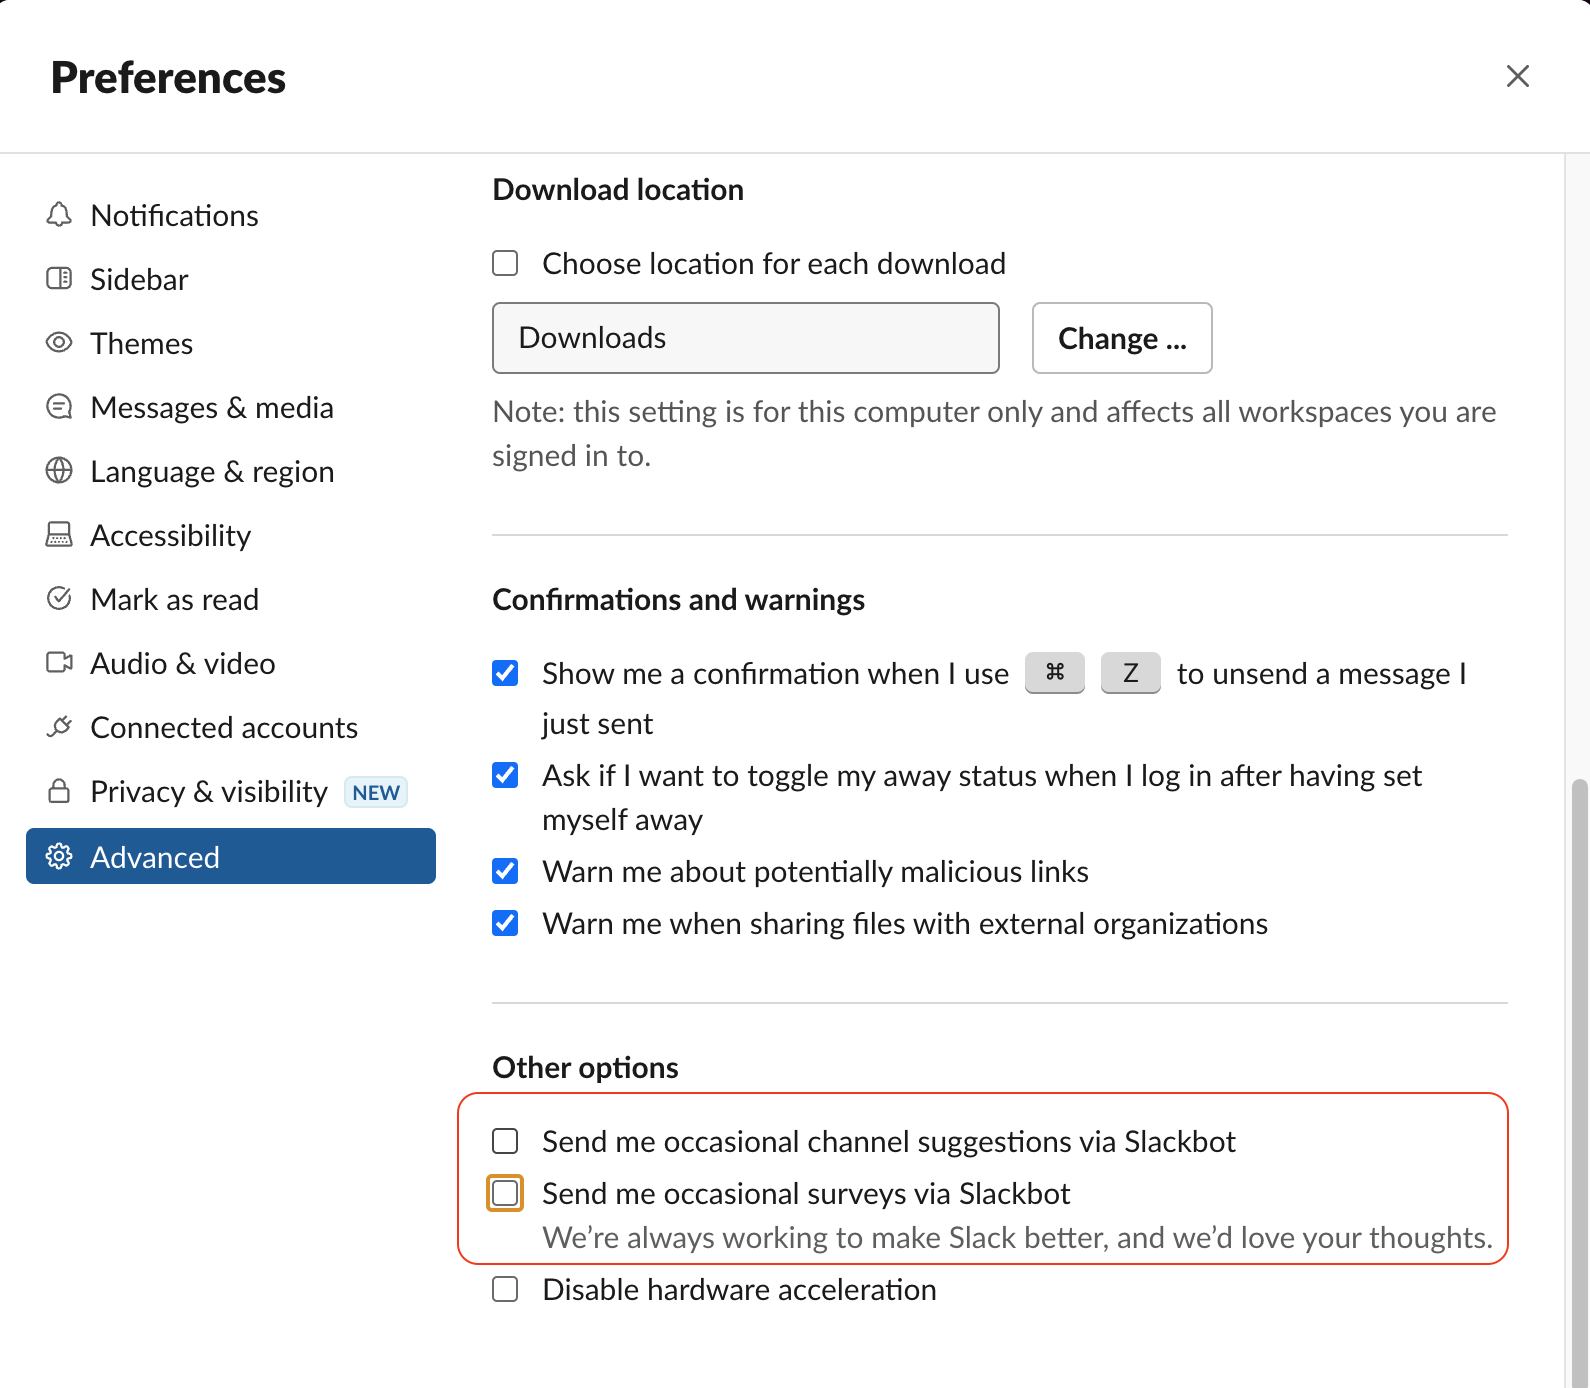 Preferences
Notifications
Sidebar
Themes
Messages & media
Language & region
Accessibility
Mark as read
Audio & video
Connected accounts
Privacy & visibility NEW
Advanced
Download location
Choose location for each download
Downloads
Change ...
Note: this setting is for this computer only and affects all workspaces you are
signed in to.
Confirmations and warnings
Show me a confirmation when I use ⌘ Z to unsend a message I
just sent
Ask if I want to toggle my away status when I log in after having set
myself away
Warn me about potentially malicious links
Warn me when sharing files with external organizations
Other options
Send me occasional channel suggestions via Slackbot
Send me occasional surveys via Slackbot
We’re always working to make Slack better, and we’d love your thoughts.
Disable hardware acceleration